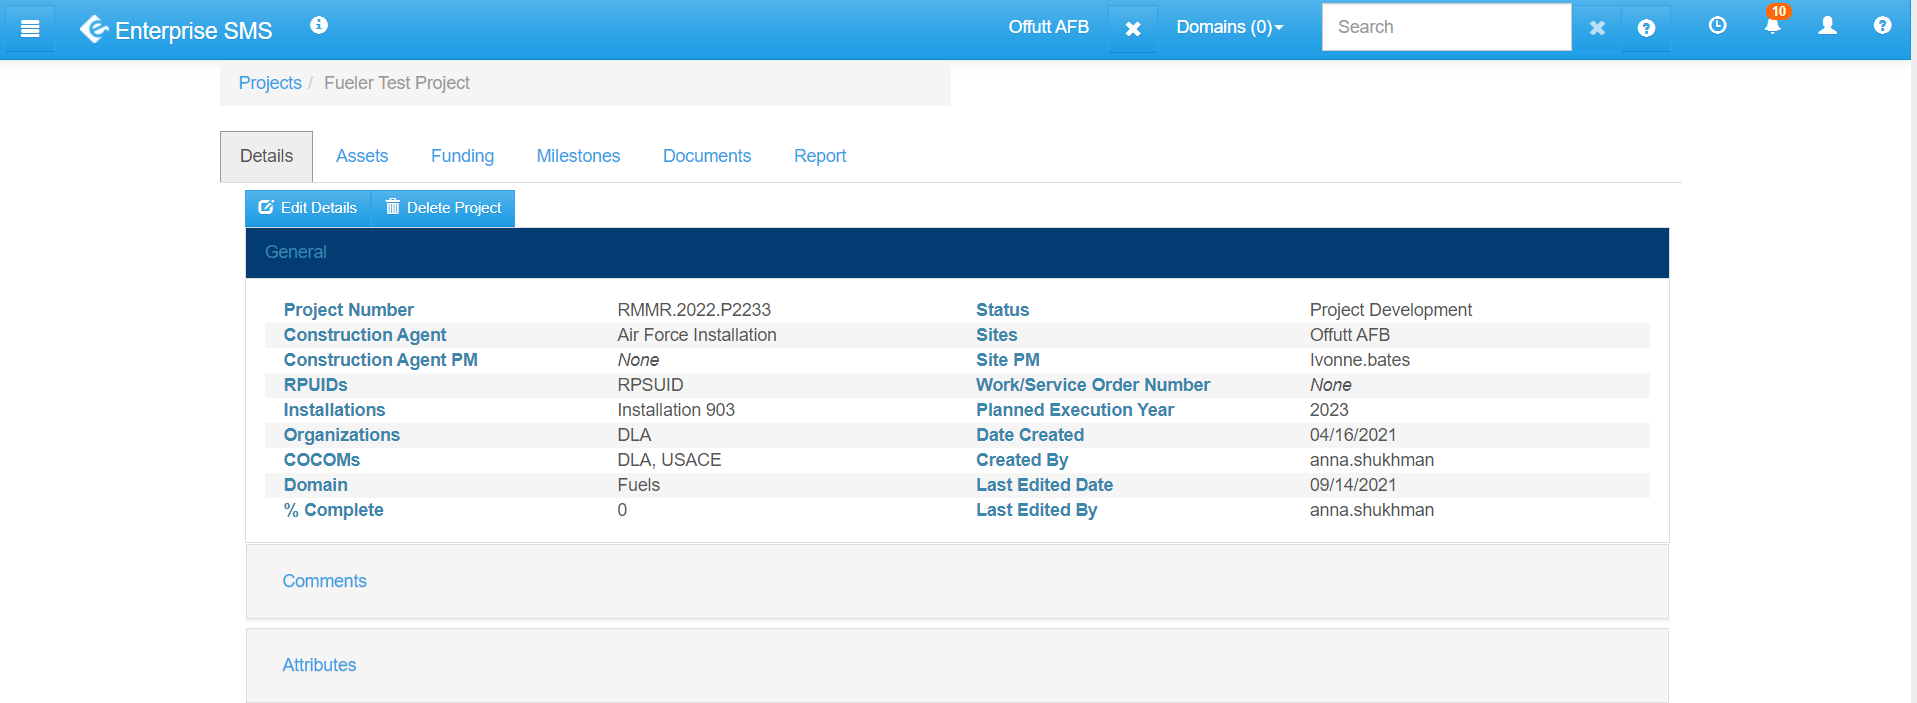 Enterprise SMS Offutt AFB Domains (0) Search 10
Projects / Fueler Test Project
Details Assets Funding Milestones Documents Report
Edit Details Delete Project
General
Project Number RMMR.2022.P2233 Status Project Development
Construction Agent Air Force Installation Sites Offutt AFB
Construction Agent PM None Site PM Ivonne.bates
RPUIDs RPSUID Work/Service Order Number None
Installations Installation 903 Planned Execution Year 2023
Organizations DLA Date Created 04/16/2021
COCOMs DLA, USACE Created By anna.shukhman
Domain Fuels Last Edited Date 09/14/2021
% Complete 0 Last Edited By anna.shukhman
Comments
Attributes